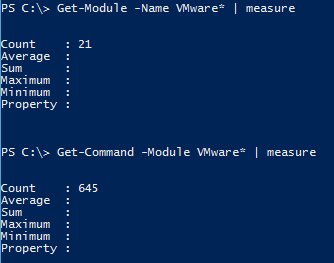 PS C:\> Get-Module -Name VMware* | measure
Count    : 21
Average  :
Sum      :
Maximum  :
Minimum  :
Property :
PS C:\> Get-Command -Module VMware* | measure
Count    : 645
Average  :
Sum      :
Maximum  :
Minimum  :
Property :